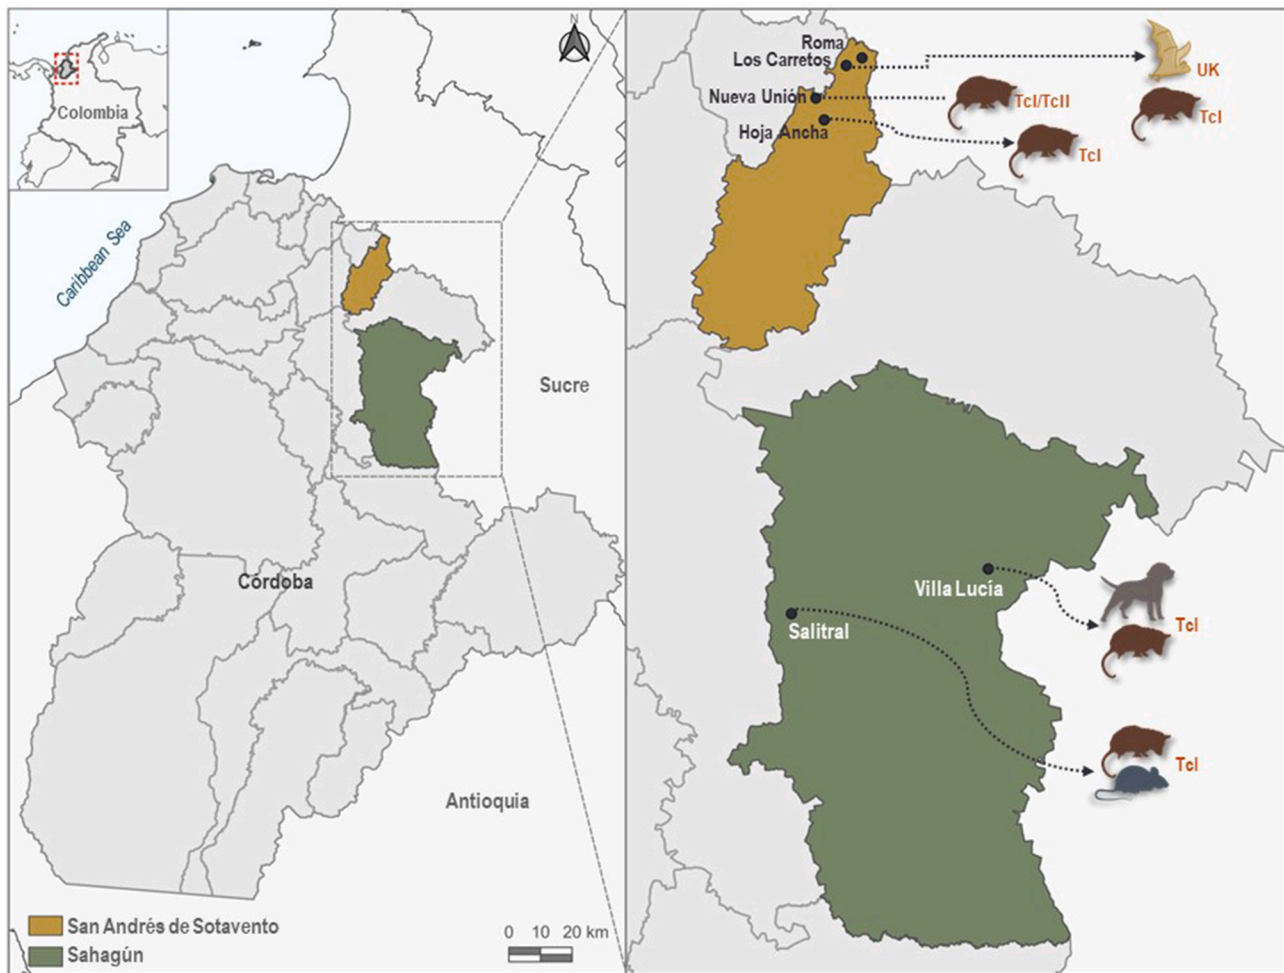 Colombia
N
Caribbean Sea
Sucre
Córdoba
Antioquia
San Andrés de Sotavento
Sahagún
0 10 20 km
Roma
Los Carretos
UK
Nueva Unión
TcI/TcII
TcI
Hoja Ancha
TcI
Villa Lucía
TcI
Salitral
TcI